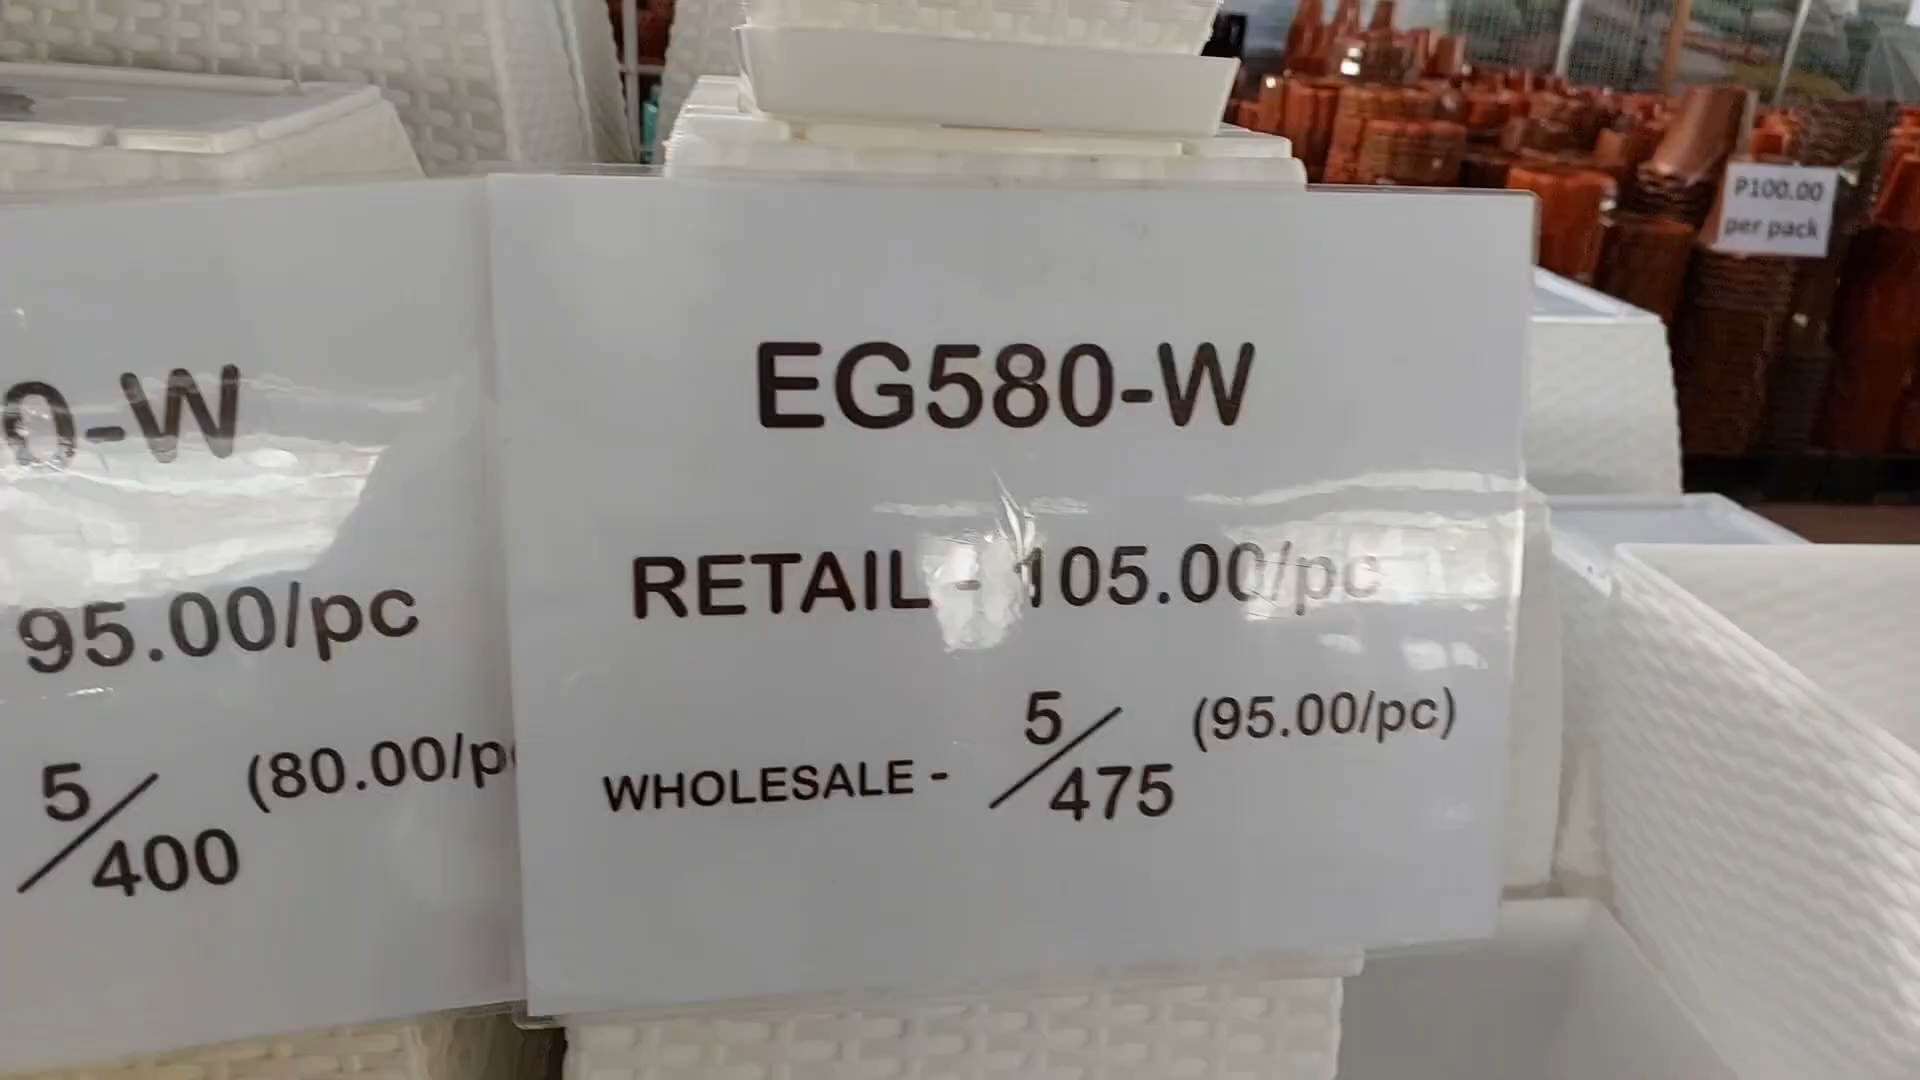 P100.00
per pack
0-W
95.00/pc
5/400 (80.00/p
EG580-W
RETAIL - 105.00/pc
WHOLESALE - 5/475 (95.00/pc)